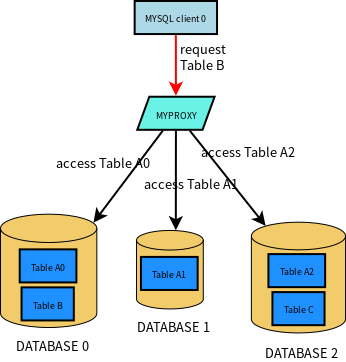 MYSQL client 0
request
Table B
MYPROXY
access Table A0
access Table A2
access Table A1
Table A0
Table B
Table A1
Table A2
Table C
DATABASE 0
DATABASE 1
DATABASE 2